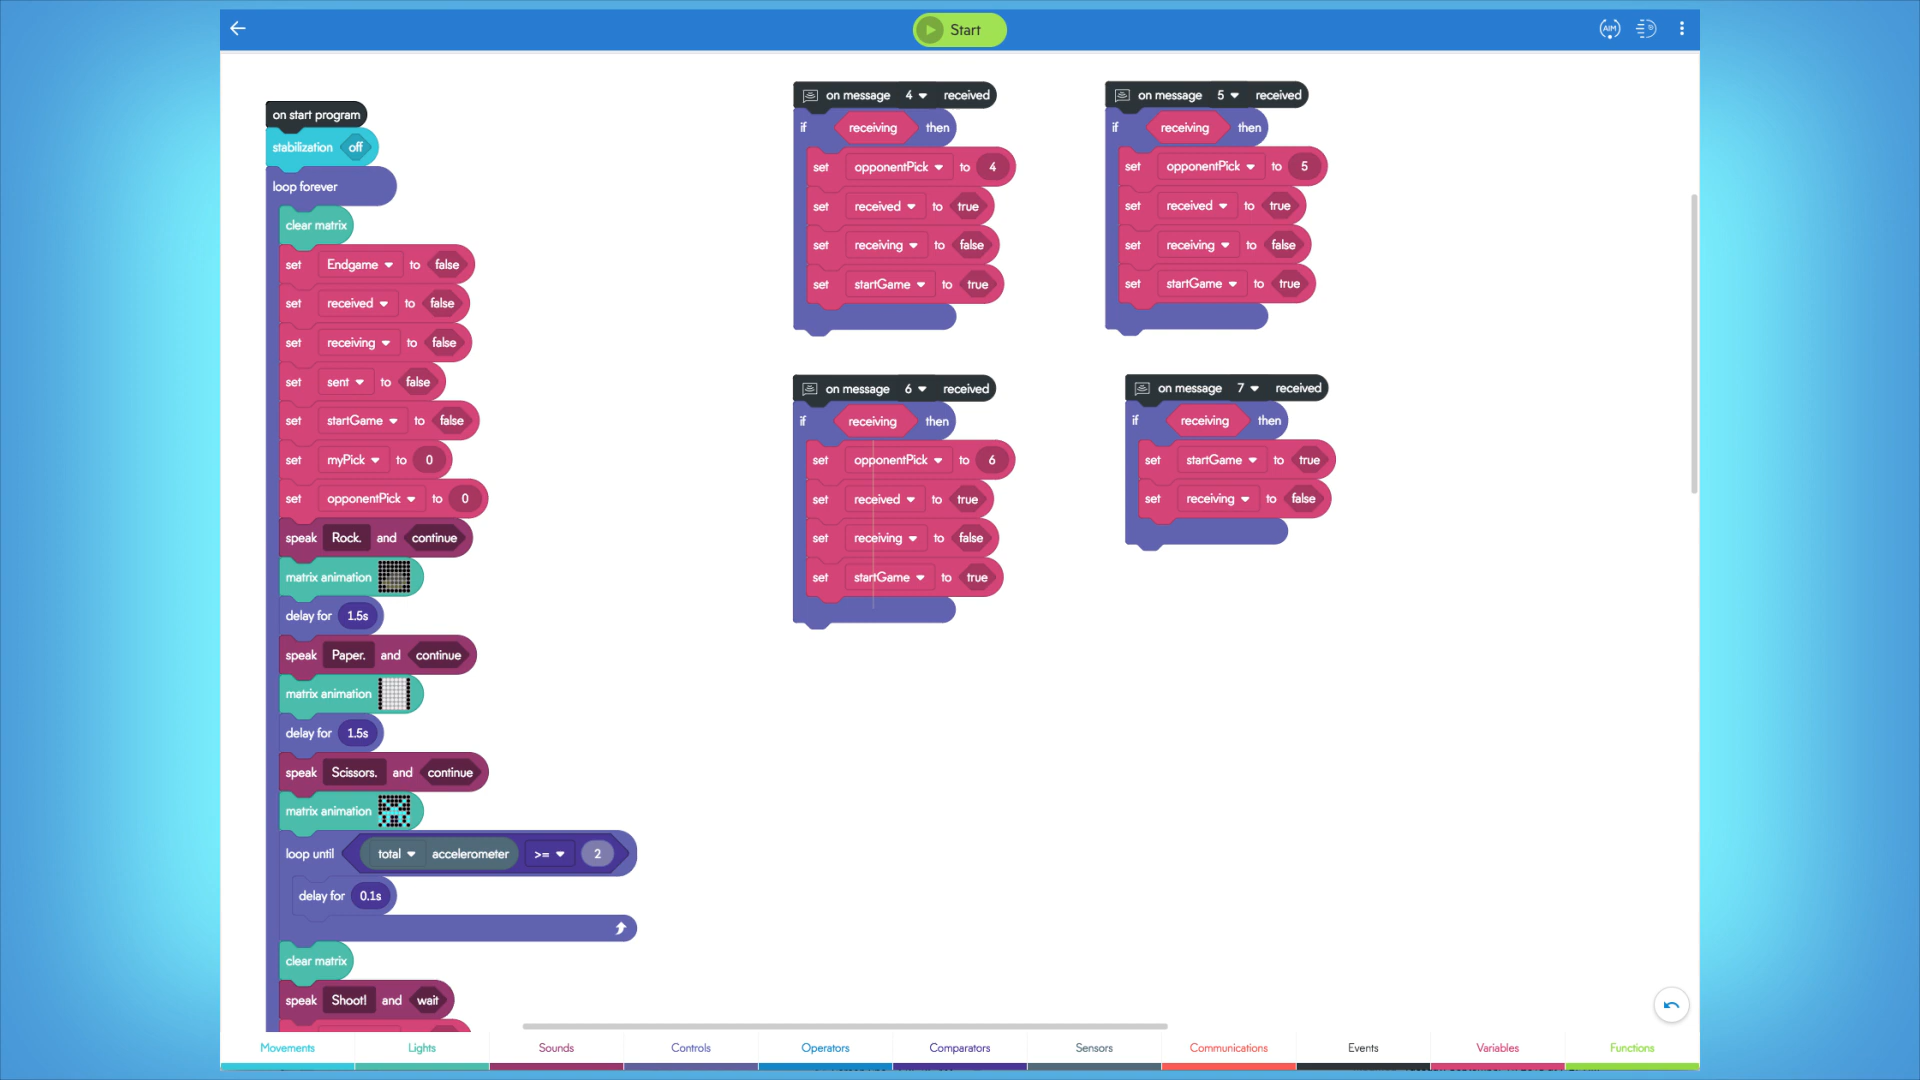 Start
AIM
on start program
stabilization off
loop forever
clear matrix
set Endgame to false
set received to false
set receiving to false
set sent to false
set startGame to false
set myPick to 0
set opponentPick to 0
speak Rock. and continue
matrix animation
delay for 1.5s
speak Paper. and continue
matrix animation
delay for 1.5s
speak Scissors. and continue
matrix animation
loop until total accelerometer >= 2
delay for 0.1s
clear matrix
speak Shoot! and wait
on message 4 received
if receiving then
set opponentPick to 4
set received to true
set receiving to false
set startGame to true
on message 5 received
if receiving then
set opponentPick to 5
set received to true
set receiving to false
set startGame to true
on message 6 received
if receiving then
set opponentPick to 6
set received to true
set receiving to false
set startGame to true
on message 7 received
if receiving then
set startGame to true
set receiving to false
Movements Lights Sounds Controls Operators Comparators Sensors Communications Events Variables Functions